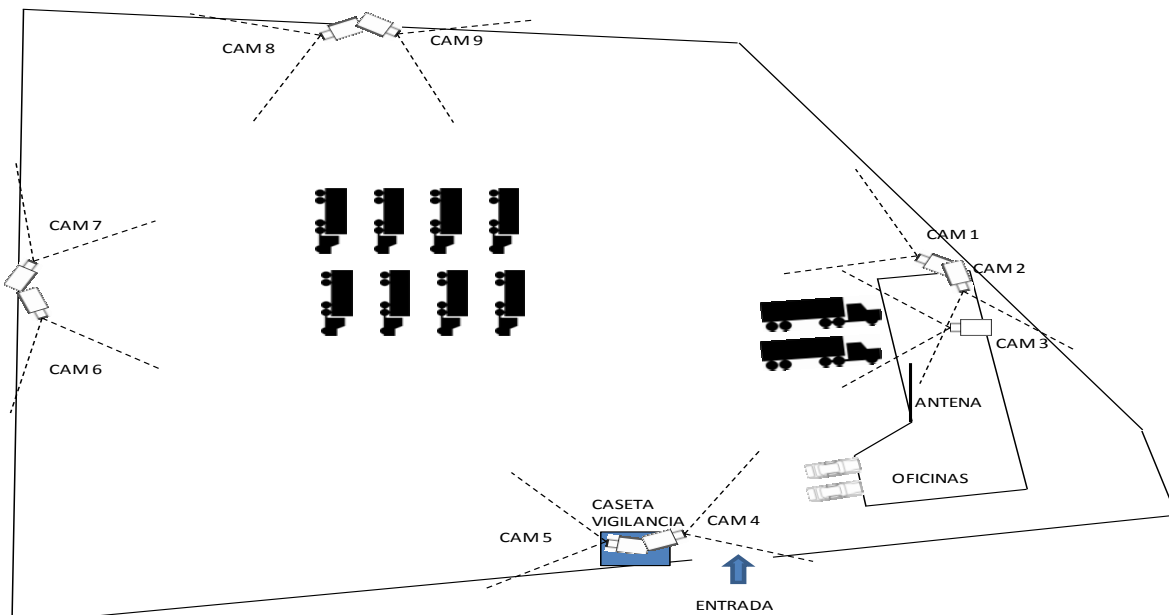 CAM 8
CAM 9
CAM 7
CAM 1
CAM 2
CAM 3
CAM 6
ANTENA
OFICINAS
CASETA
VIGILANCIA
CAM 4
CAM 5
ENTRADA